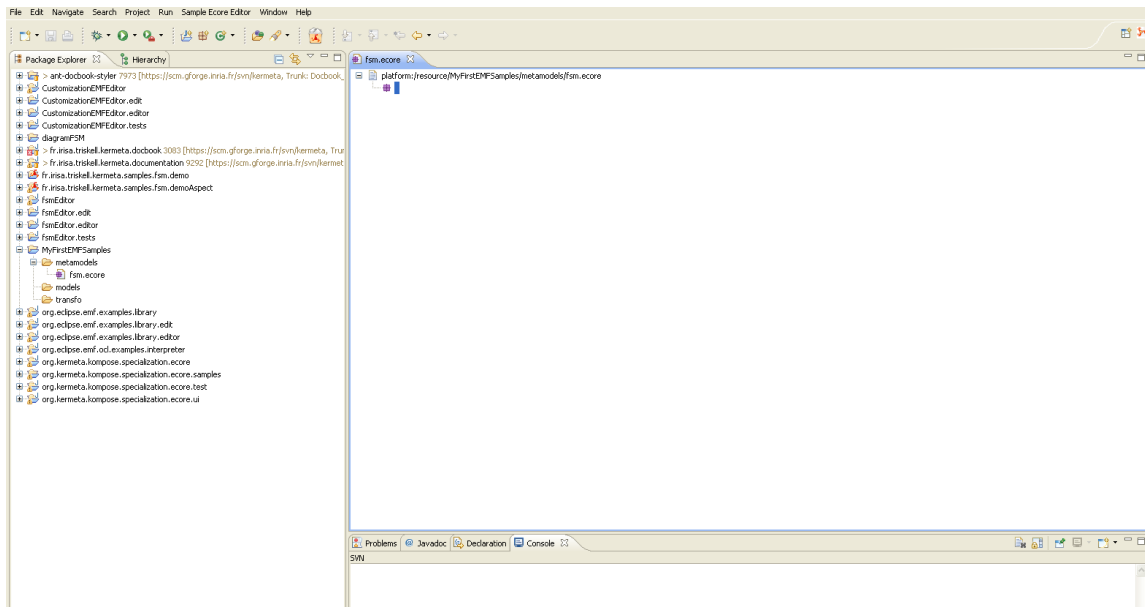 File Edit Navigate Search Project Run Sample Ecore Editor Window Help
Package Explorer Hierarchy
> ant-docbook-styler 7973 [https://scm.gforge.inria.fr/svn/kermeta, Trunk: Docbook_
CustomizationEMFEditor
CustomizationEMFEditor.edit
CustomizationEMFEditor.editor
CustomizationEMFEditor.tests
diagramFSM
> fr.irisa.triskell.kermeta.docbook 3083 [https://scm.gforge.inria.fr/svn/kermeta, Trun
> fr.irisa.triskell.kermeta.documentation 9292 [https://scm.gforge.inria.fr/svn/kermet
fr.irisa.triskell.kermeta.samples.fsm.demo
fr.irisa.triskell.kermeta.samples.fsm.demoAspect
fsmEditor
fsmEditor.edit
fsmEditor.editor
fsmEditor.tests
MyFirstEMFSamples
metamodels
fsm.ecore
models
transfo
org.eclipse.emf.examples.library
org.eclipse.emf.examples.library.edit
org.eclipse.emf.examples.library.editor
org.eclipse.emf.ocl.examples.interpreter
org.kermeta.kompose.specialization.ecore
org.kermeta.kompose.specialization.ecore.samples
org.kermeta.kompose.specialization.ecore.test
org.kermeta.kompose.specialization.ecore.ui
fsm.ecore
platform:/resource/MyFirstEMFSamples/metamodels/fsm.ecore
Problems Javadoc Declaration Console
SVN